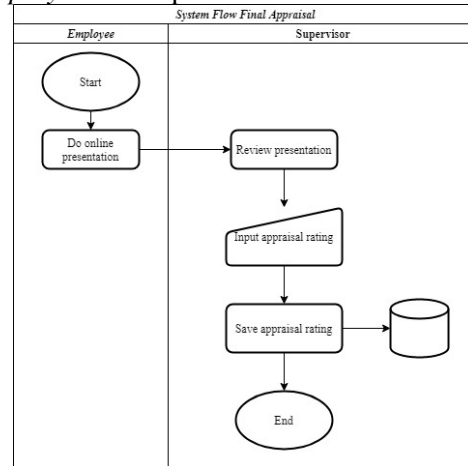 System Flow Final Appraisal
Employee
Supervisor
Start
Do online
presentation
Review presentation
Input appraisal rating
Save appraisal rating
End